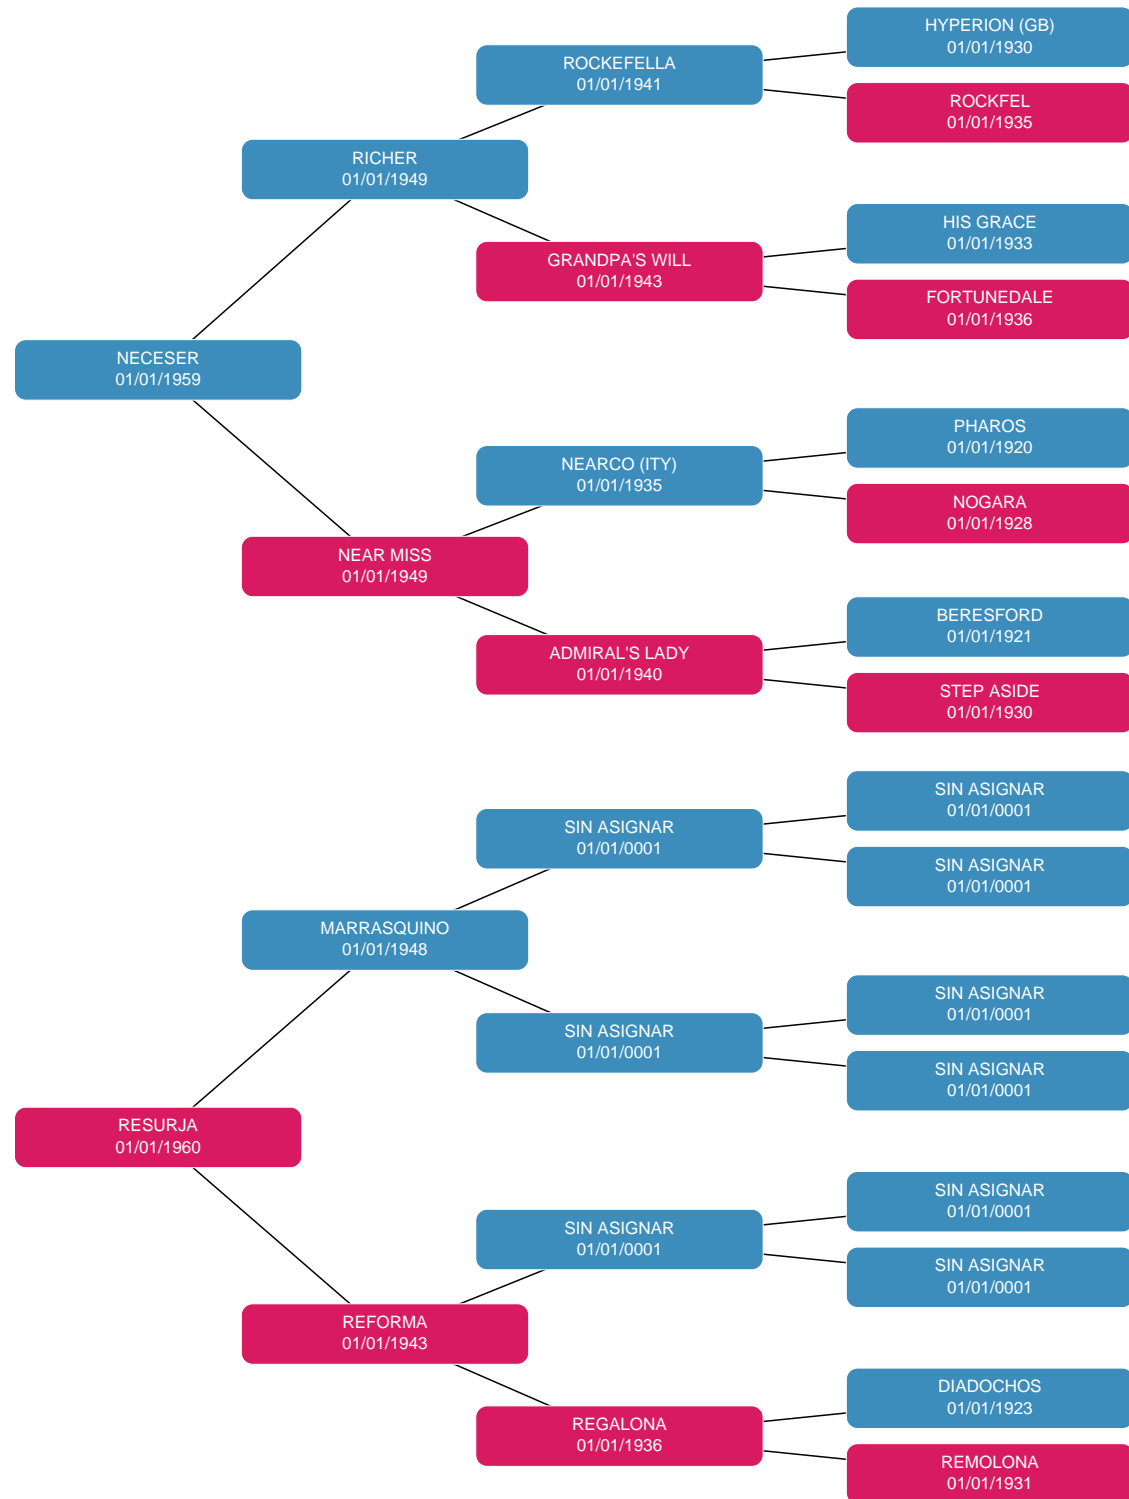 HYPERION (GB)
01/01/1930
ROCKEFELLA
01/01/1941
ROCKFEL
01/01/1935
RICHER
01/01/1949
HIS GRACE
01/01/1933
GRANDPA'S WILL
01/01/1943
FORTUNEDALE
01/01/1936
NECESER
01/01/1959
PHAROS
01/01/1920
NEARCO (ITY)
01/01/1935
NOGARA
01/01/1928
NEAR MISS
01/01/1949
BERESFORD
01/01/1921
ADMIRAL'S LADY
01/01/1940
STEP ASIDE
01/01/1930
SIN ASIGNAR
01/01/0001
SIN ASIGNAR
01/01/0001
SIN ASIGNAR
01/01/0001
MARRASQUINO
01/01/1948
SIN ASIGNAR
01/01/0001
SIN ASIGNAR
01/01/0001
SIN ASIGNAR
01/01/0001
RESURJA
01/01/1960
SIN ASIGNAR
01/01/0001
SIN ASIGNAR
01/01/0001
SIN ASIGNAR
01/01/0001
REFORMA
01/01/1943
DIADOCHOS
01/01/1923
REGALONA
01/01/1936
REMOLONA
01/01/1931